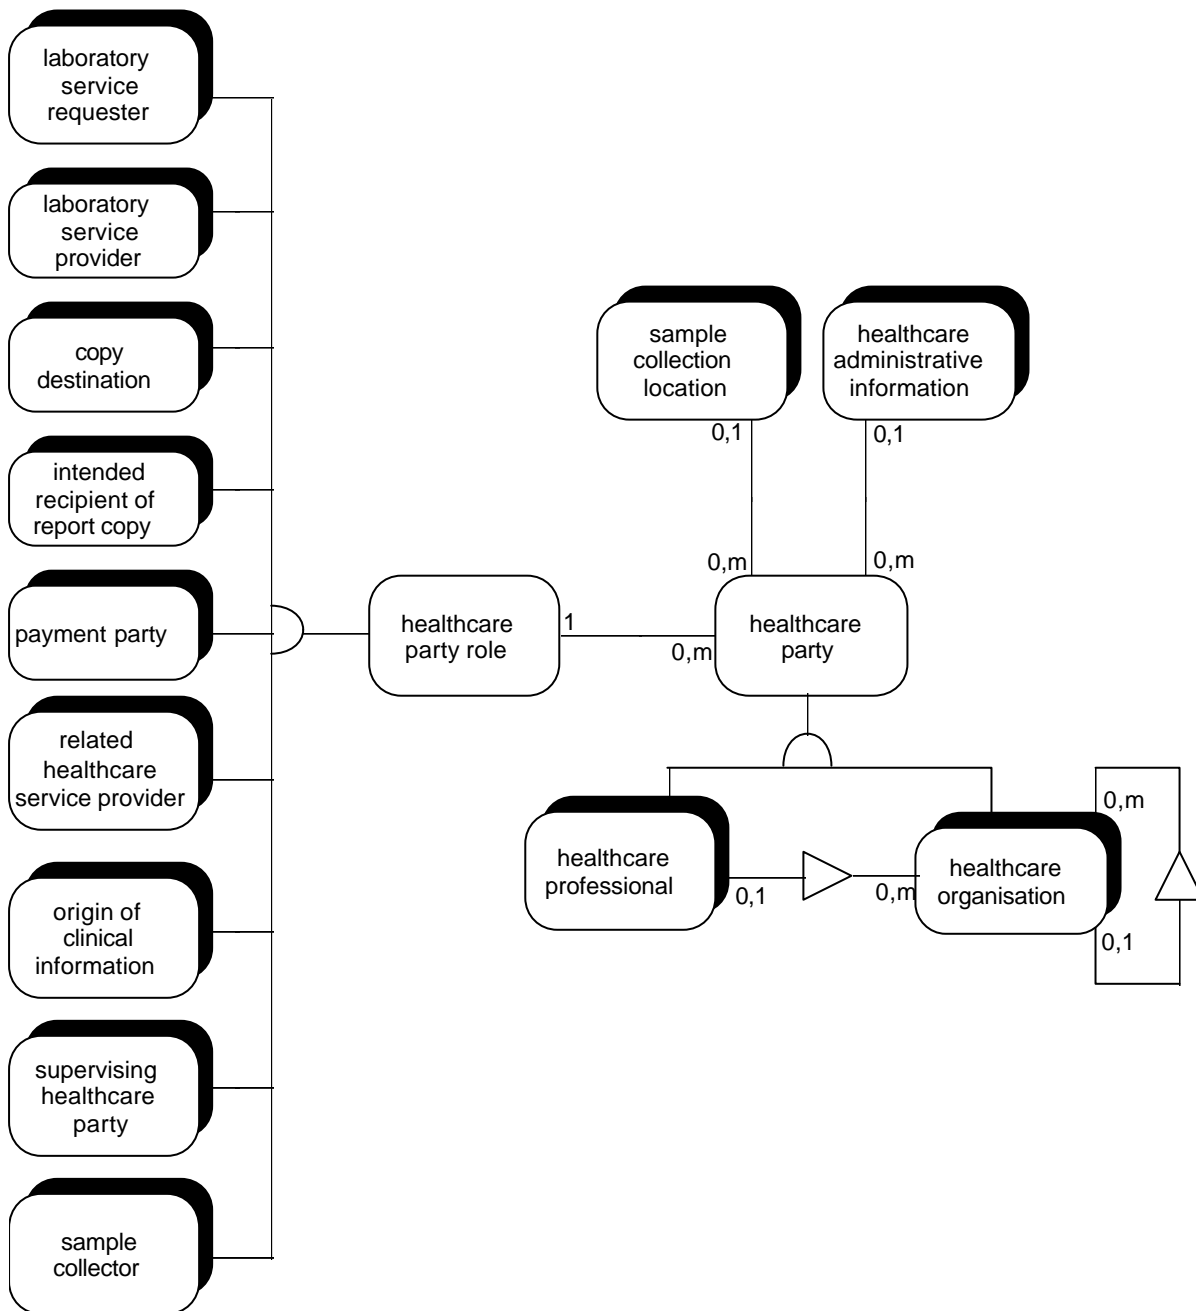 laboratory
service
requester
laboratory
service
provider
copy
destination
intended
recipient of
report copy
payment party
related
healthcare
service provider
origin of
clinical
information
supervising
healthcare
party
sample
collector
healthcare
party role
1
0,m
sample
collection
location
0,1
0,m
healthcare
administrative
information
0,1
0,m
healthcare
party
healthcare
professional
0,1
0,m
healthcare
organisation
0,m
0,1